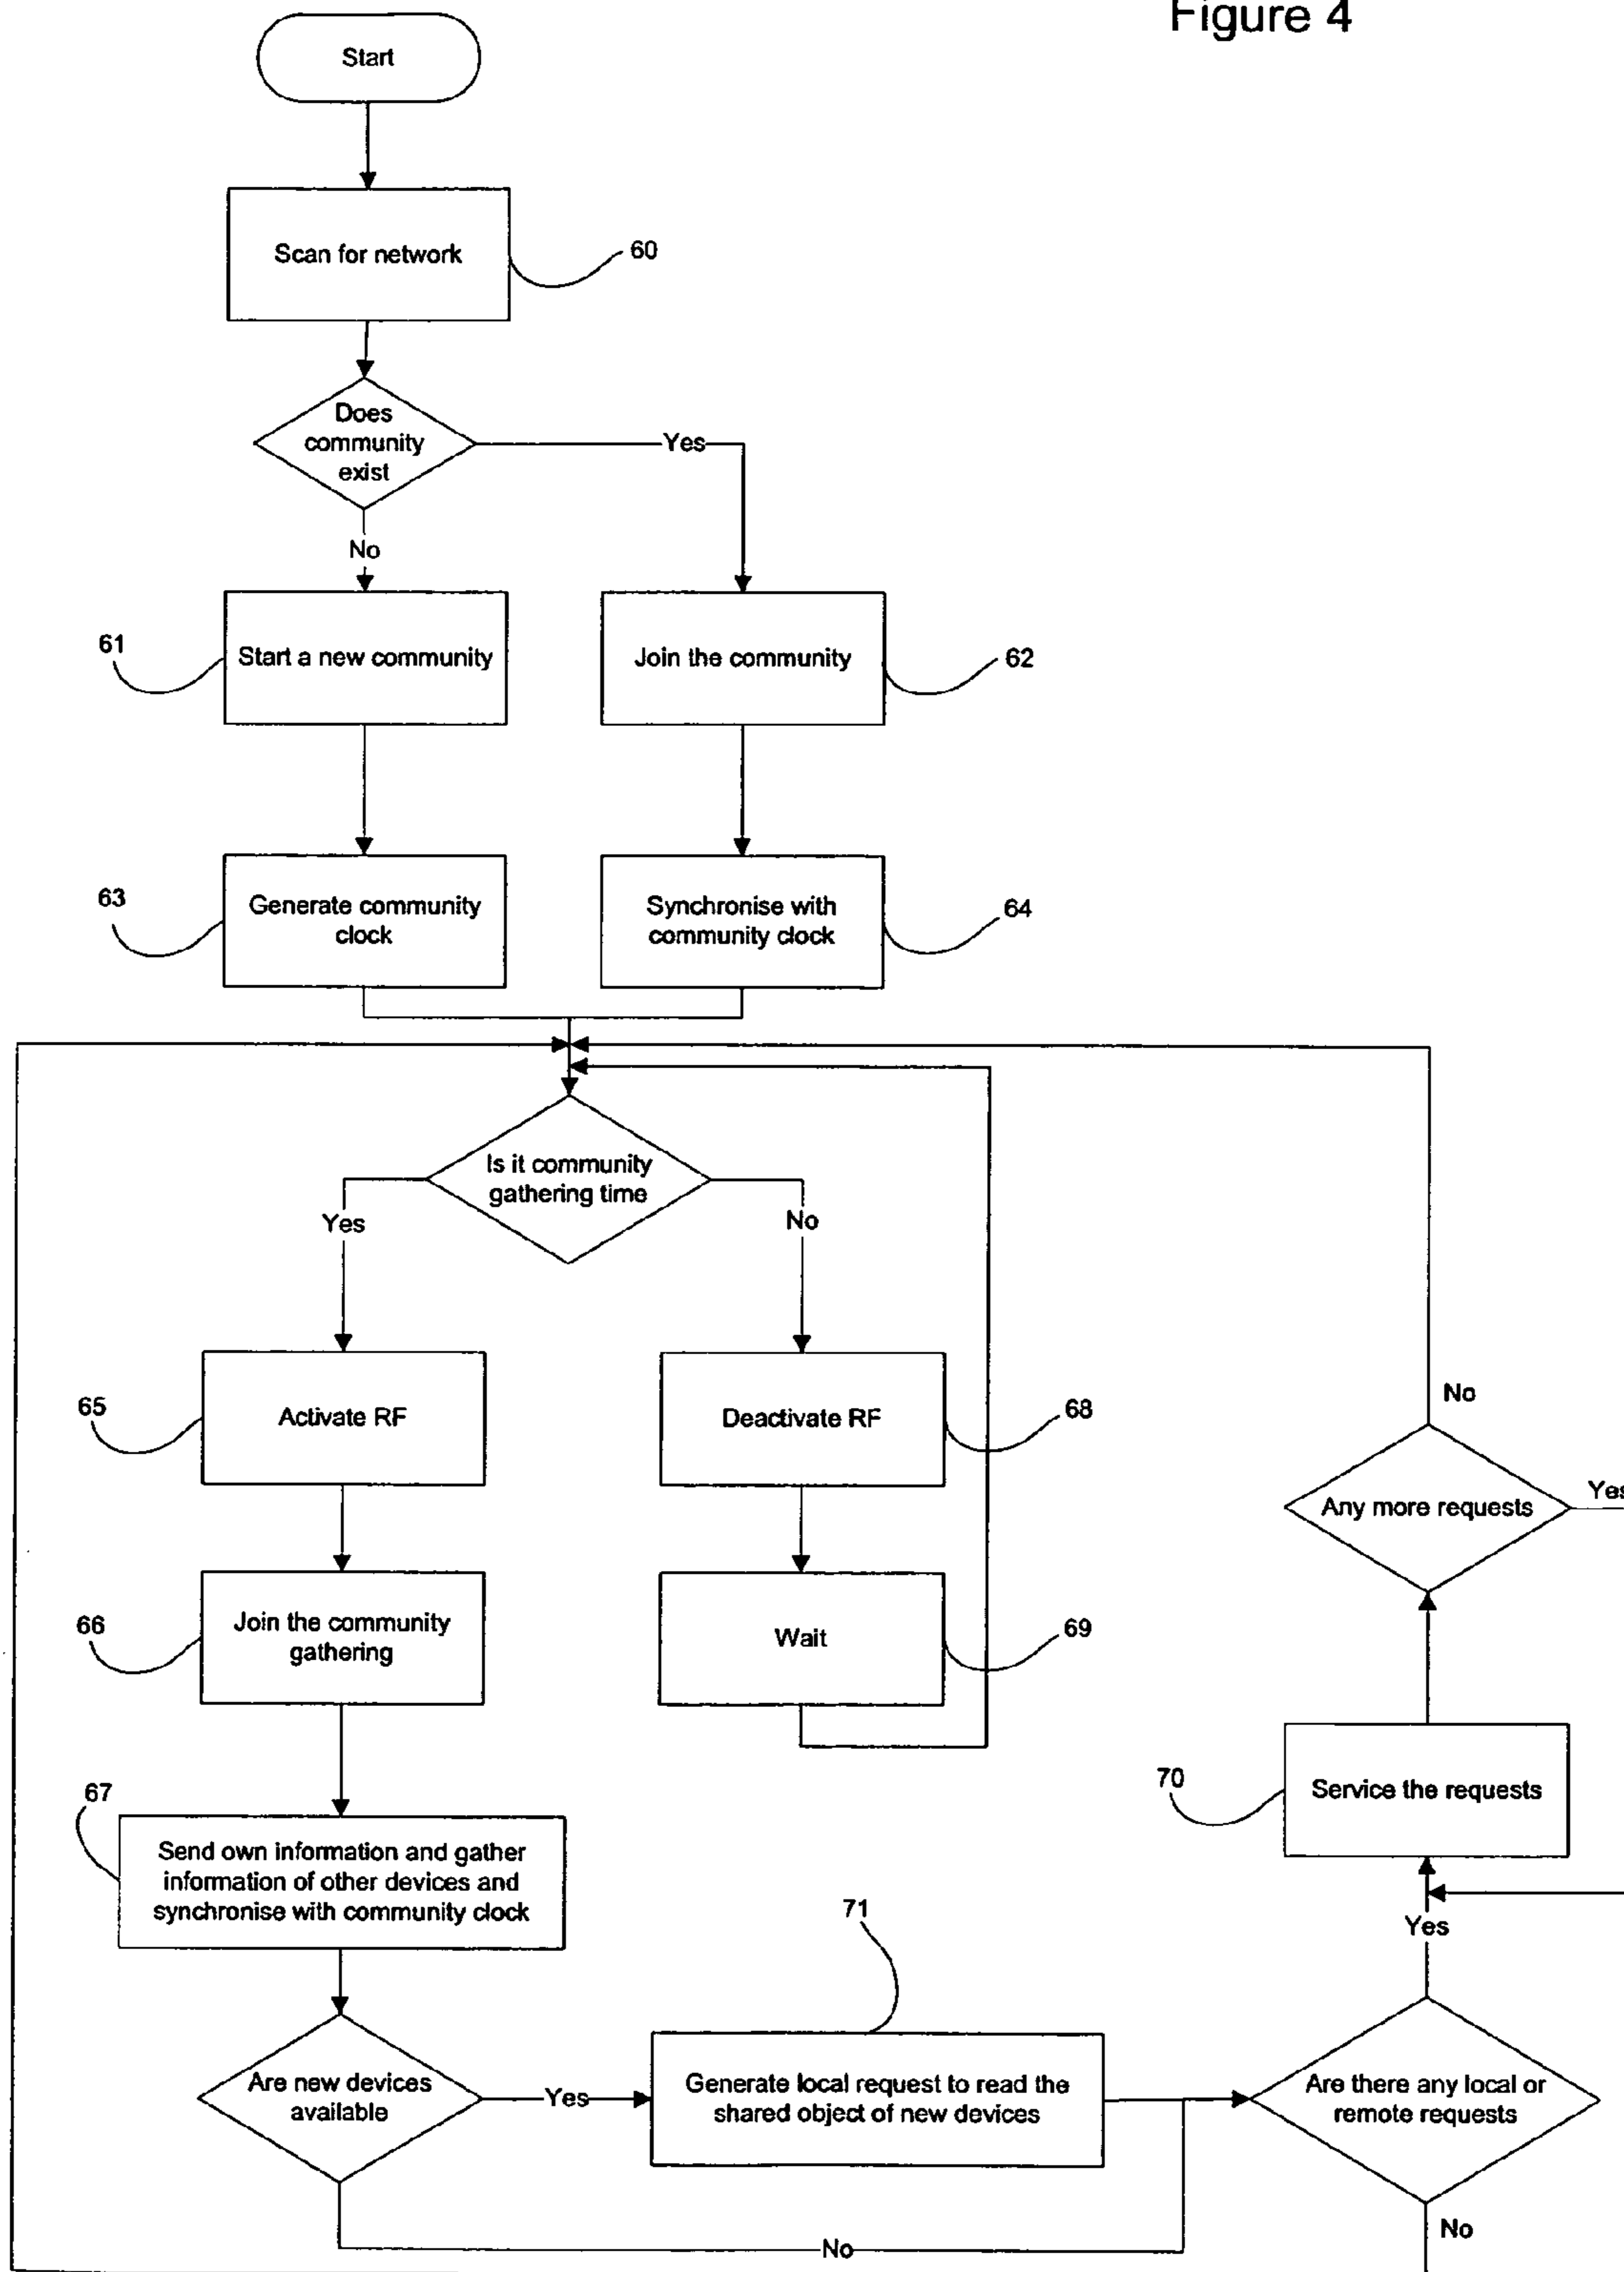 Figure 4
Start
Scan for network
60
Does
community
exist
Yes
No
61
Start a new community
Join the community
62
63
Generate community
clock
Synchronise with
community clock
64
Is it community
gathering time
Yes
No
65
Activate RF
Deactivate RF
68
No
Any more requests
Yes
66
Join the community
gathering
Wait
69
70
Service the requests
67
Send own information and gather
information of other devices and
synchronise with community clock
71
Yes
Are new devices
available
Yes
Generate local request to read the
shared object of new devices
Are there any local or
remote requests
No
No